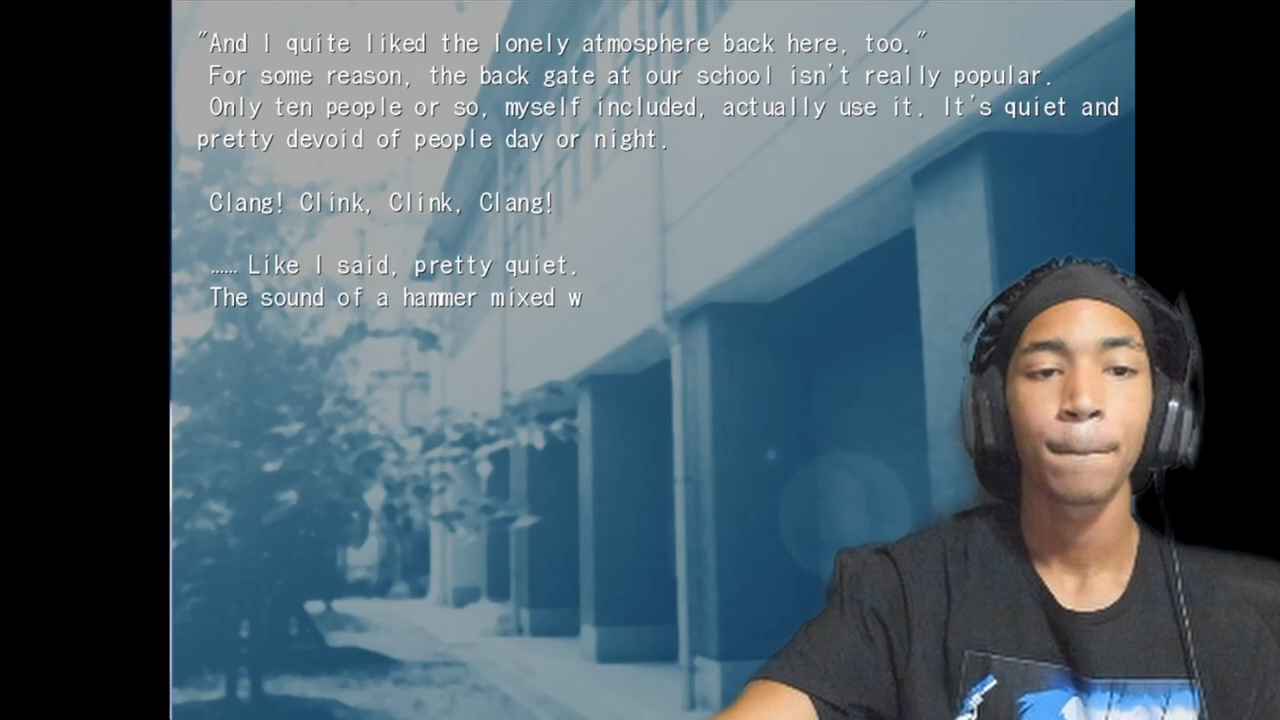 "And I quite liked the lonely atmosphere back here, too."
For some reason, the back gate at our school isn't really popular.
Only ten people or so, myself included, actually use it. It's quiet and
pretty devoid of people day or night.
Clang! Clink, Clink, Clang!
…… Like I said, pretty quiet.
The sound of a hammer mixed w